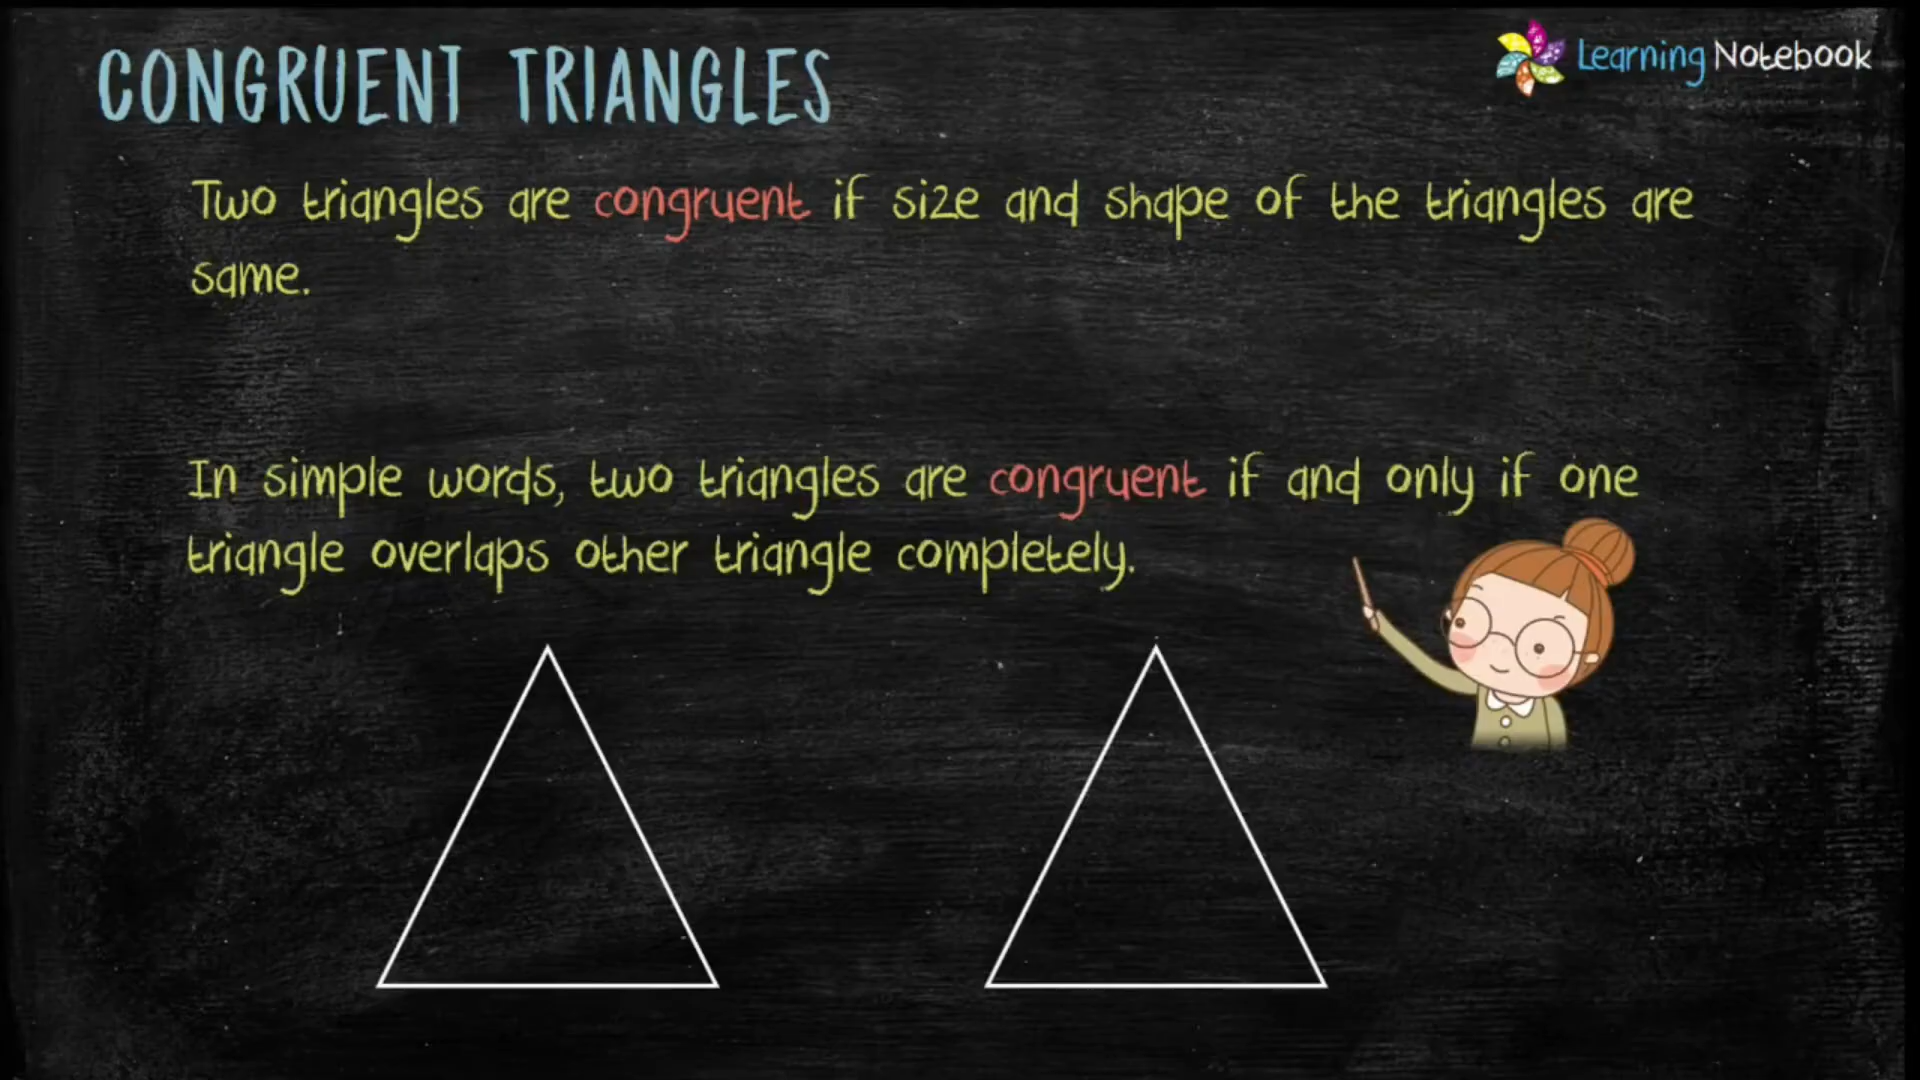 CONGRUENT TRIANGLES
Learning Notebook
Two triangles are congruent if size and shape of the triangles are
same.
In simple words, two triangles are congruent if and only if one
triangle overlaps other triangle completely.